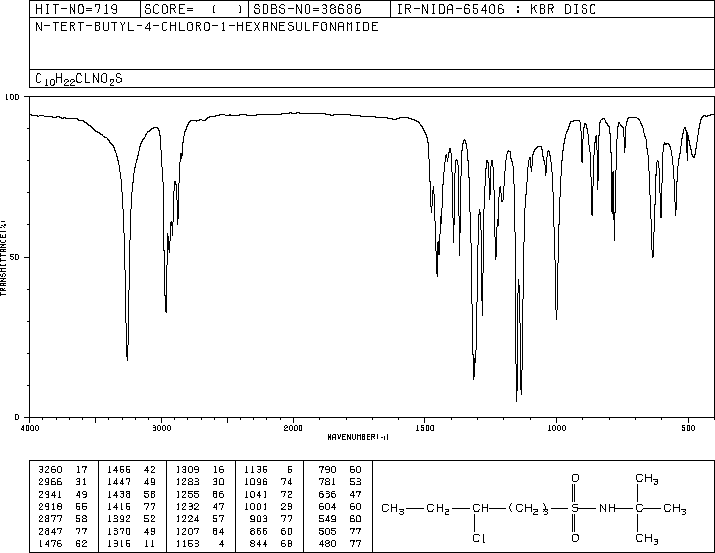 HIT-NO=719 SCORE= ( ) SDBS-NO=38686 IR-NIDA-65406 : KBR DISC
N-TERT-BUTYL-4-CHLORO-1-HEXANESULFONAMIDE
C10H22CLNO2S
100
50
0
TRANSMITTANCE(%)
4000 3000 2000 1500 1000 500
WAVENUMBER(-1)
3260 17 1466 42 1309 16 1136 6 790 60
2966 31 1447 49 1283 30 1096 74 781 53
2941 49 1438 58 1255 66 1041 72 636 47
2918 55 1416 77 1232 47 1001 29 604 60
2877 58 1392 52 1224 57 903 77 549 60
2847 77 1370 49 1207 64 866 60 505 77
1476 62 1316 11 1153 4 844 68 480 77
O CH3
CH3 CH2 CH (CH2)3 S NH C CH3
Cl O CH3